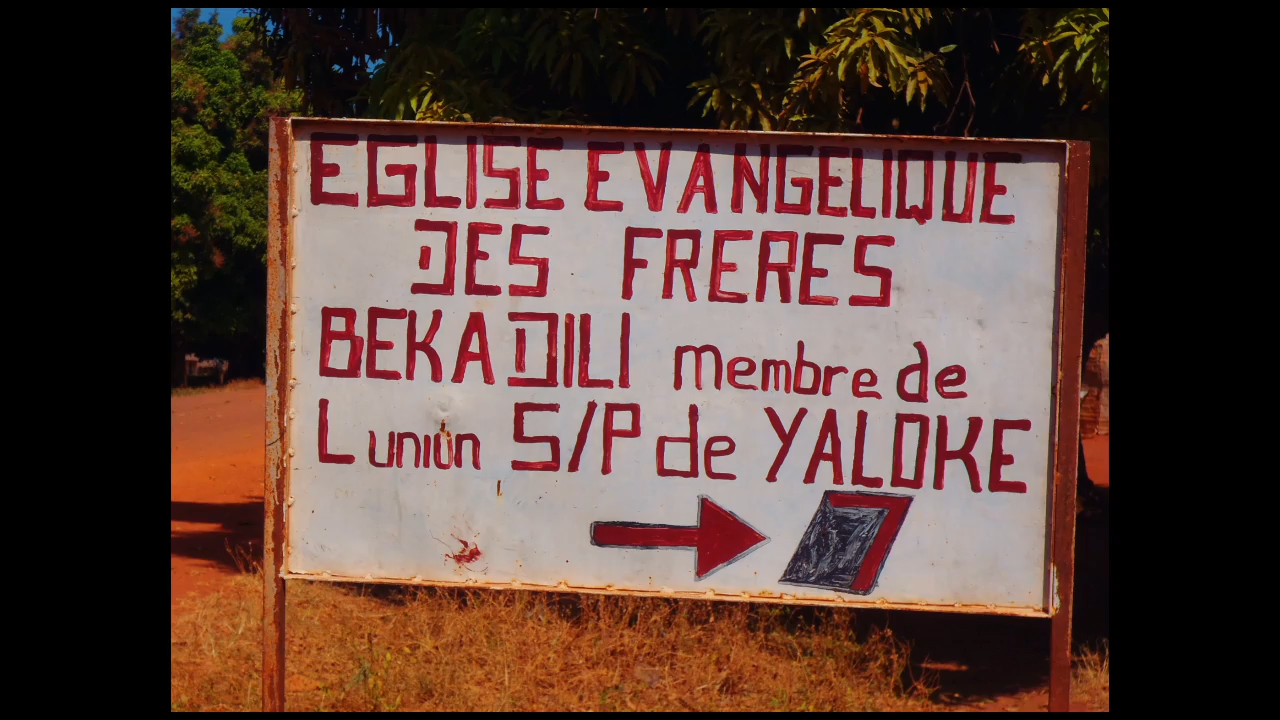 EGLISE EVANGELIQUE
DES FRERES
BEKADILI membre de
L union S/P de YALOKE